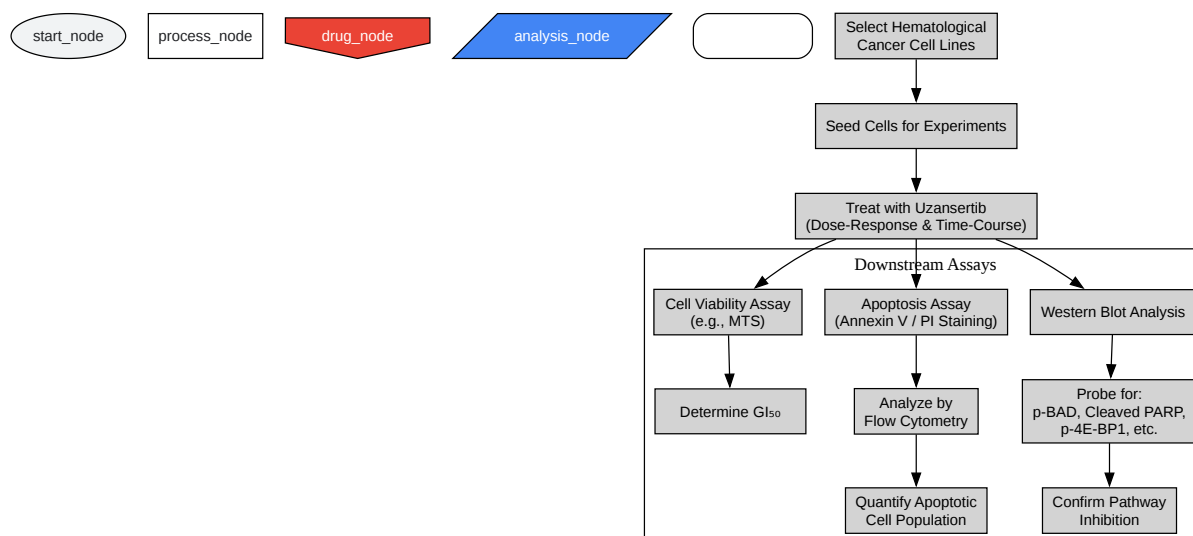 start_node
process_node
drug_node
analysis_node
Select Hematological
Cancer Cell Lines
Seed Cells for Experiments
Treat with Uzansertib
(Dose-Response & Time-Course)
Downstream Assays
Cell Viability Assay
(e.g., MTS)
Apoptosis Assay
(Annexin V / PI Staining)
Western Blot Analysis
Determine GI₅₀
Analyze by
Flow Cytometry
Probe for:
p-BAD, Cleaved PARP,
p-4E-BP1, etc.
Quantify Apoptotic
Cell Population
Confirm Pathway
Inhibition